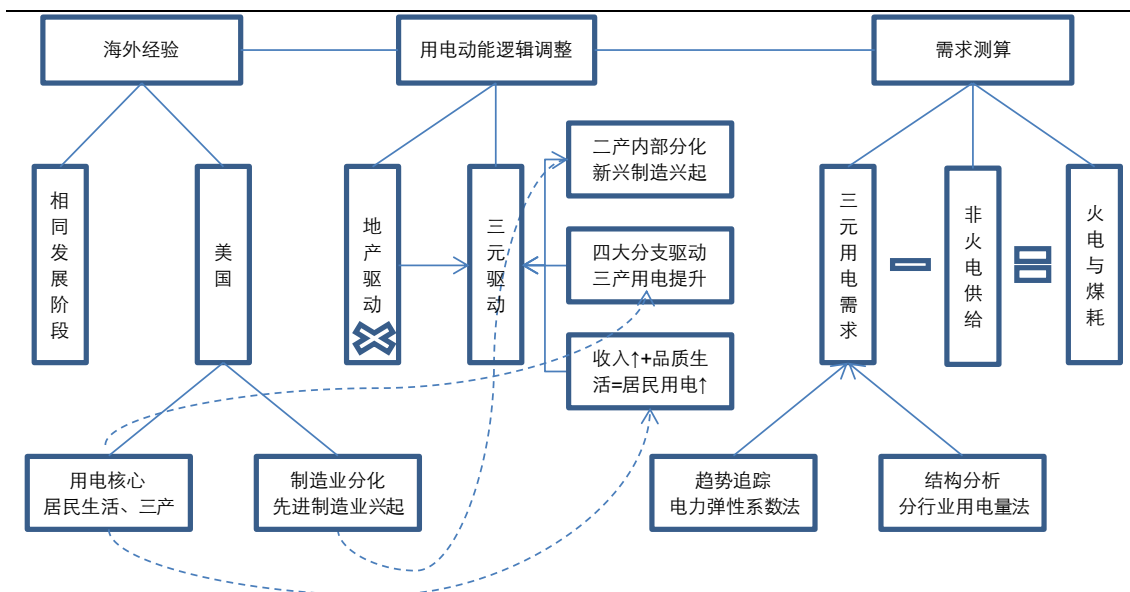 海外经验
用电动能逻辑调整
需求测算
相同发展阶段
美国
地产驱动
三元驱动
二产内部分化
新兴制造兴起
四大分支驱动
三产用电提升
收入↑+品质生
活=居民用电↑
三元用电需求
非火电供给
火电与煤耗
用电核心
居民生活、三产
制造业分化
先进制造业兴起
趋势追踪
电力弹性系数法
结构分析
分行业用电量法